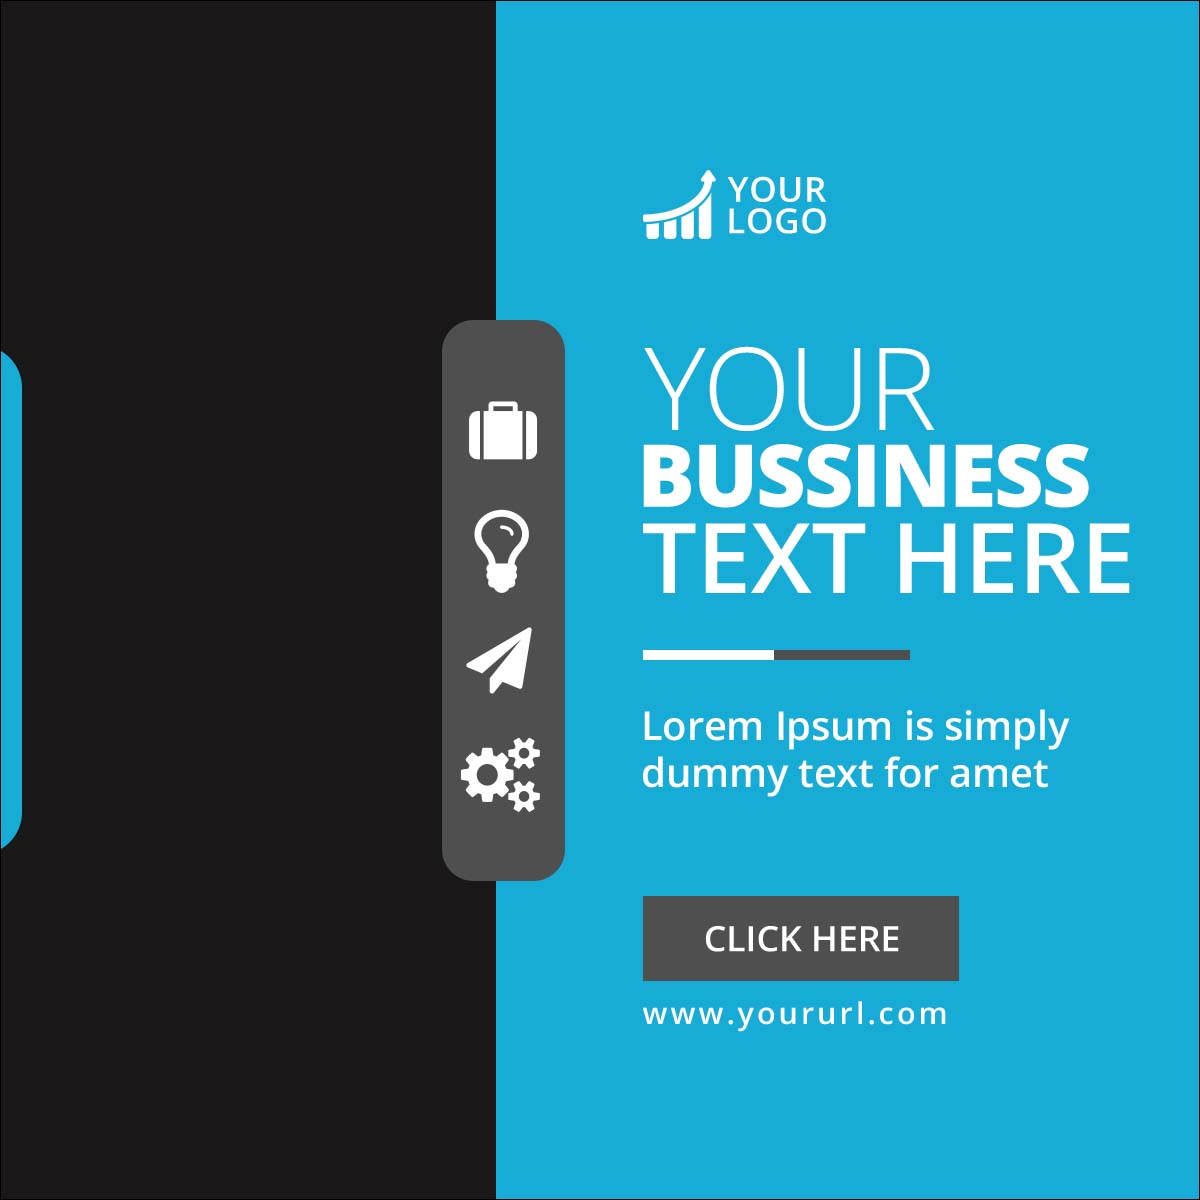 YOUR
LOGO
YOUR
BUSSINESS
TEXT HERE
Lorem Ipsum is simply
dummy text for amet
CLICK HERE
www.yoururl.com